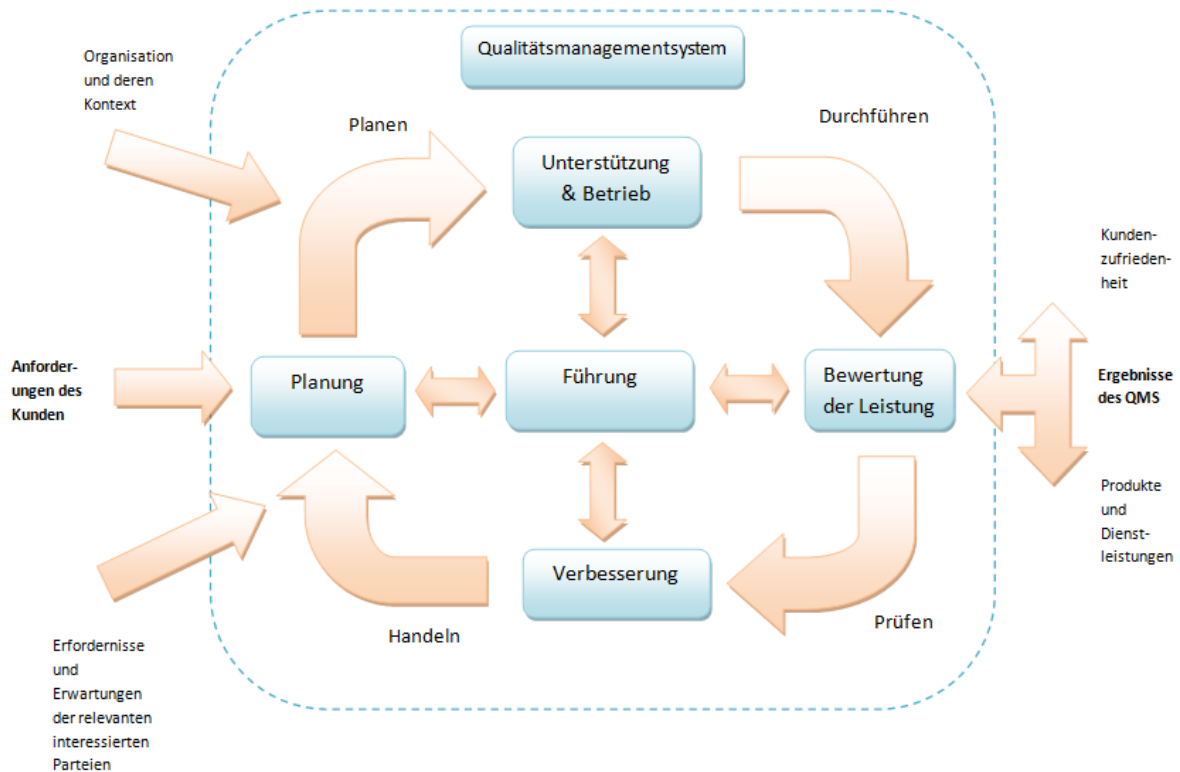 Qualitätsmanagementsystem
Organisation
und deren
Kontext
Planen
Durchführen
Unterstützung
& Betrieb
Kunden-
zufrieden-
heit
Anforder-
ungen des
Kunden
Planung
Führung
Bewertung
der Leistung
Ergebnisse
des QMS
Produkte
und
Dienst-
leistungen
Verbesserung
Handeln
Prüfen
Erfordernisse
und
Erwartungen
der relevanten
interessierten
Parteien